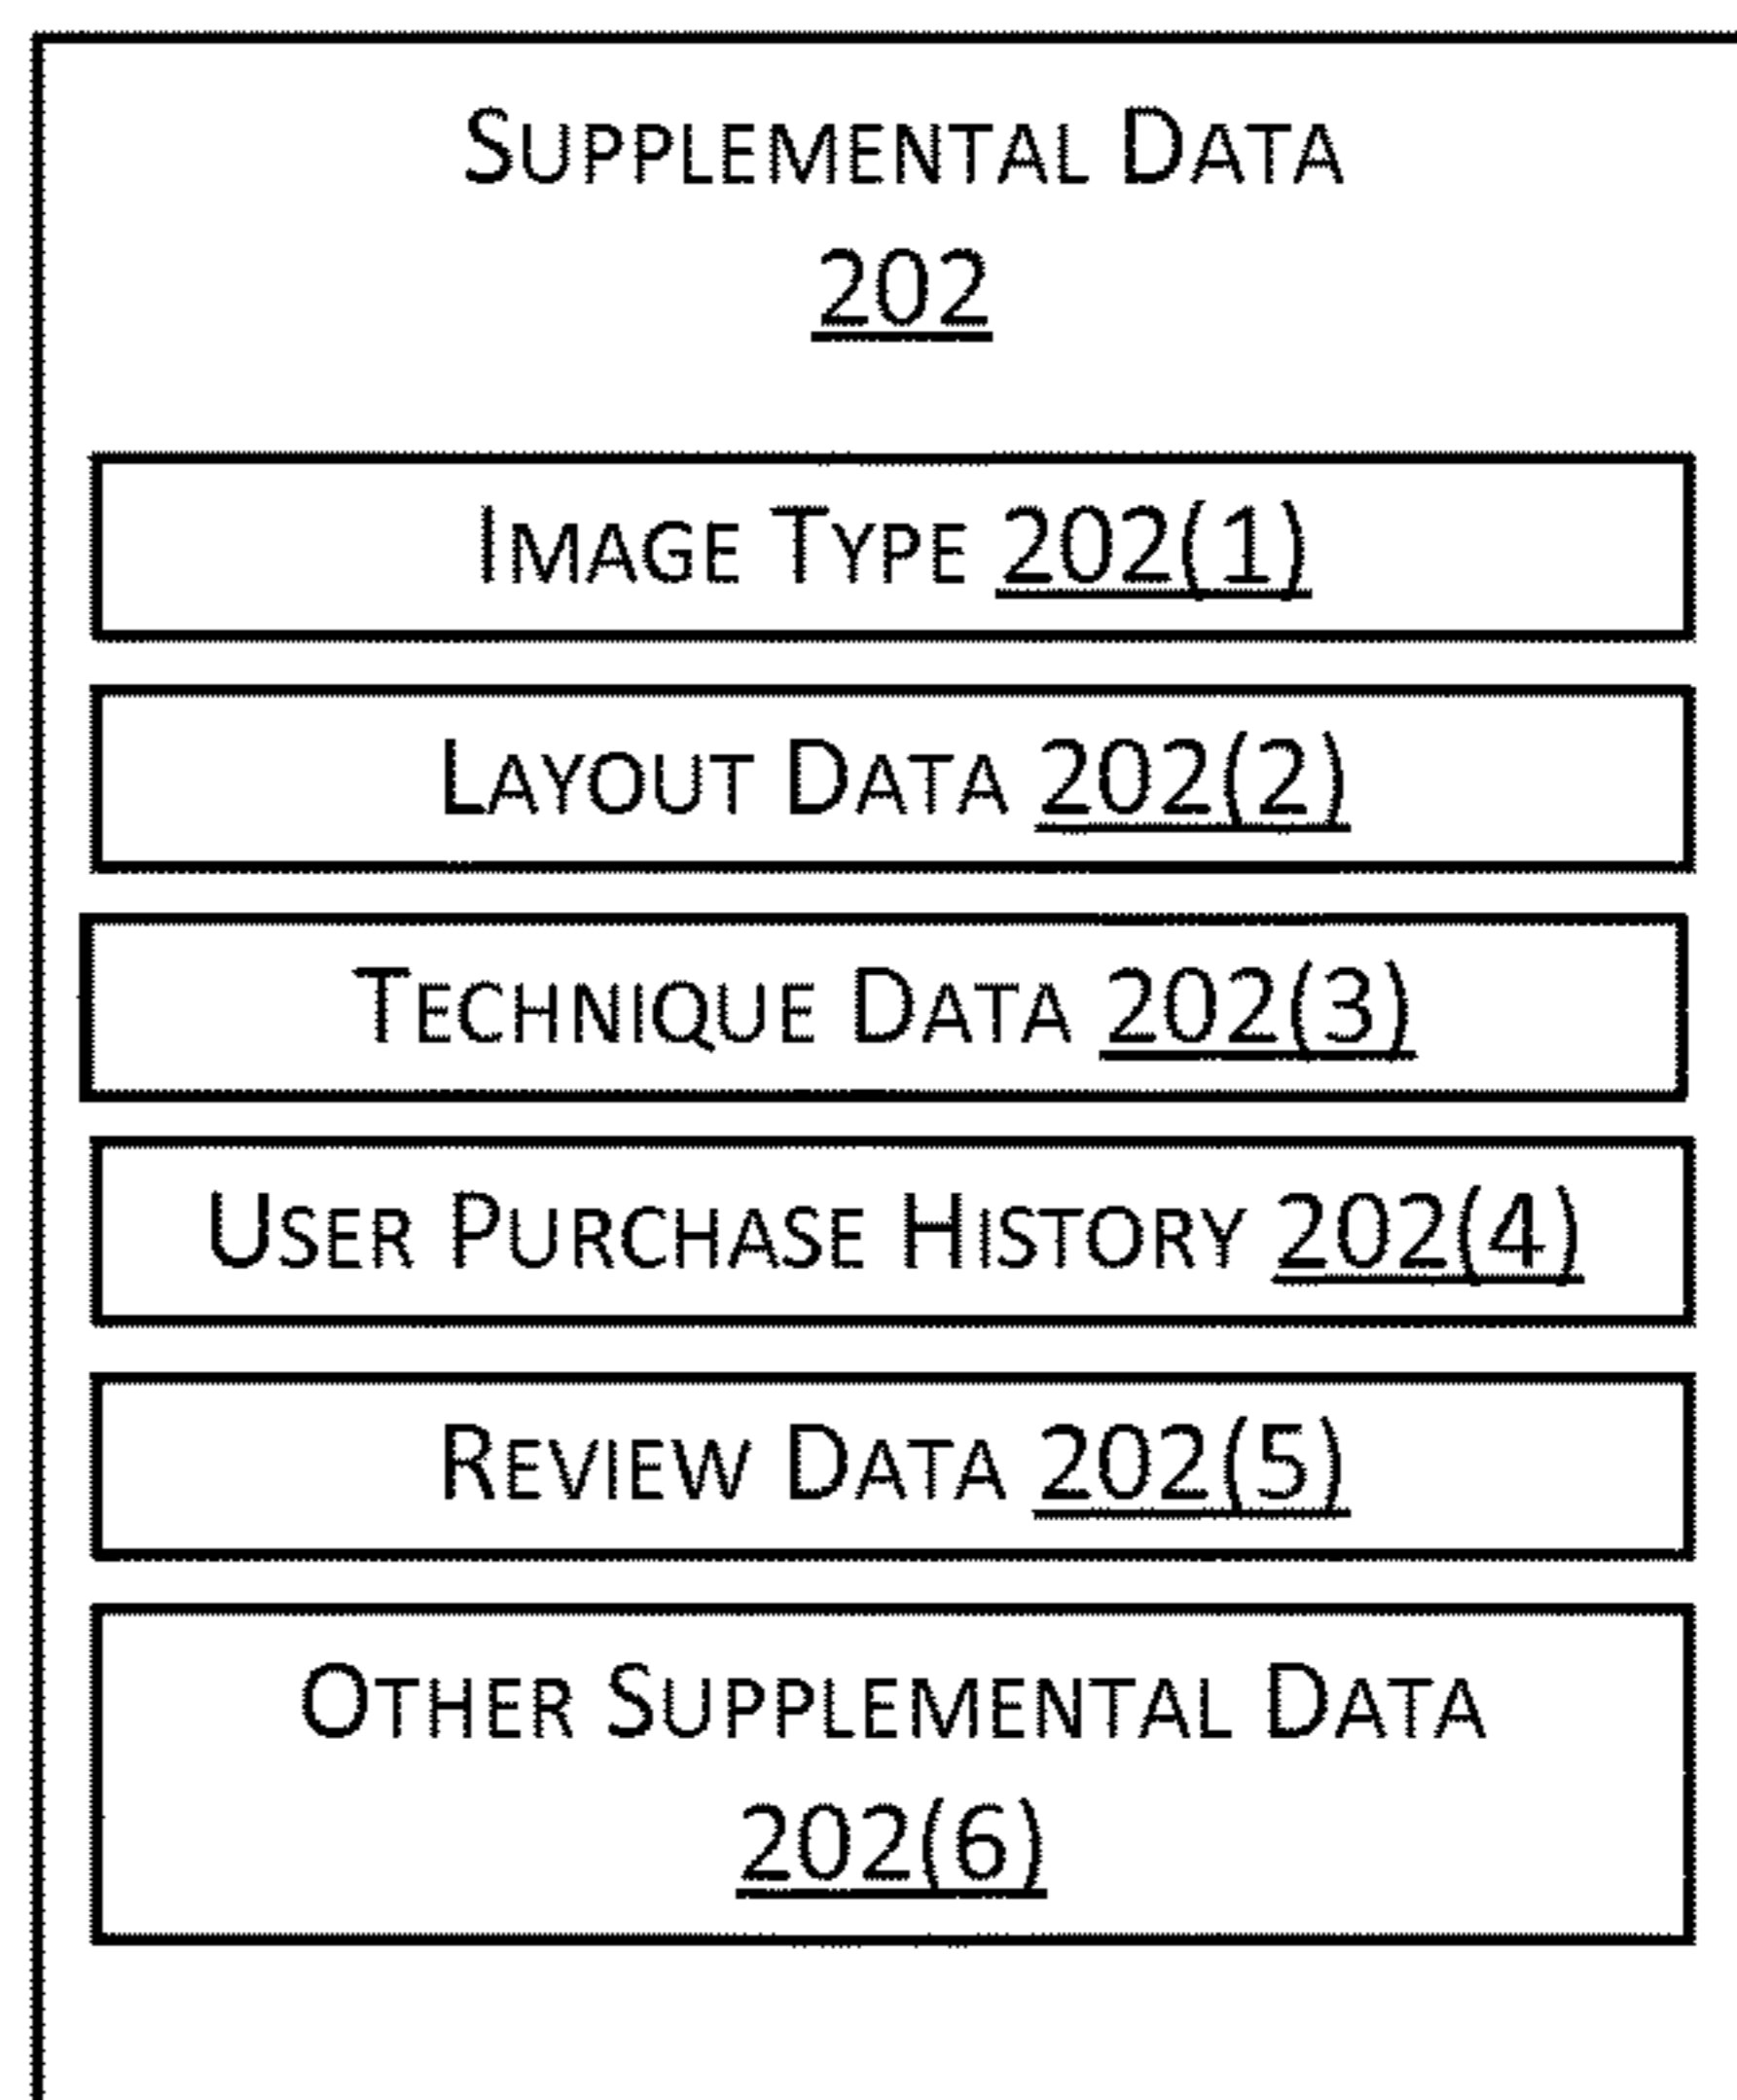 Supplemental Data
202
Image Type 202(1)
Layout Data 202(2)
Technique Data 202(3)
User Purchase History 202(4)
Review Data 202(5)
Other Supplemental Data
202(6)